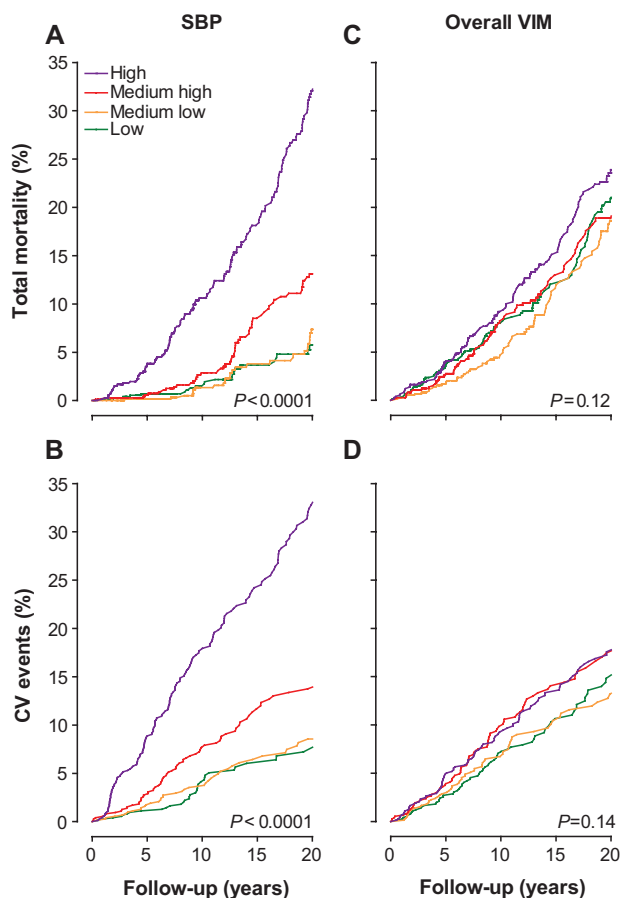 SBP
Overall VIM
A
C
35
30
25
20
15
10
5
0
Total mortality (%)
High
Medium high
Medium low
Low
P<0.0001
P=0.12
B
D
35
30
25
20
15
10
5
0
CV events (%)
P<0.0001
P=0.14
0 5 10 15 20
0 5 10 15 20
Follow-up (years)
Follow-up (years)